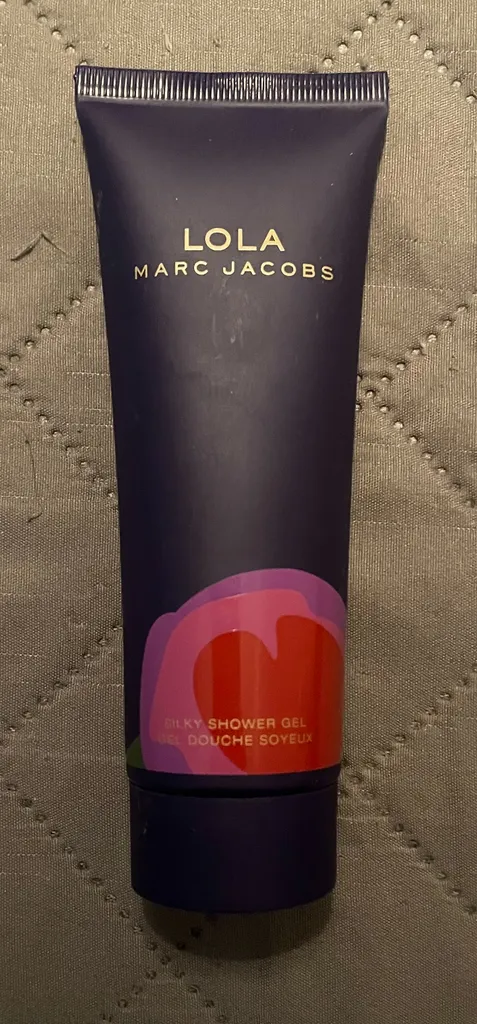 LOLA
MARC JACOBS
SILKY SHOWER GEL
GEL DOUCHE SOYEUX